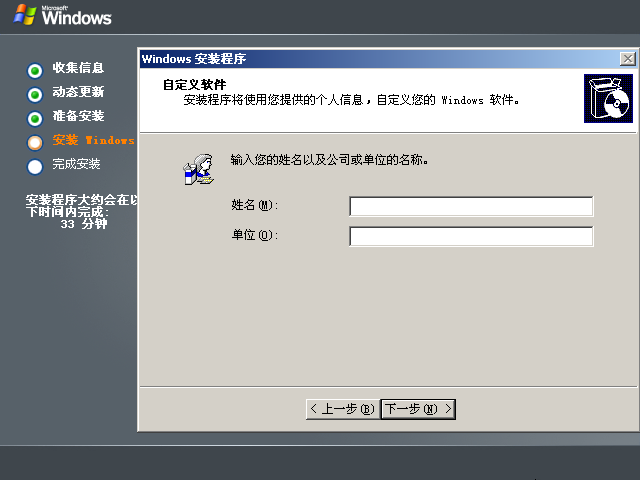 Microsoft
Windows
收集信息
动态更新
准备安装
安装 Windows
完成安装
安装程序大约会在以
下时间内完成:
33 分钟
Windows 安装程序
自定义软件
安装程序将使用您提供的个人信息，自定义您的 Windows 软件。
输入您的姓名以及公司或单位的名称。
姓名(M):
单位(O):
< 上一步(B)
下一步(N) >